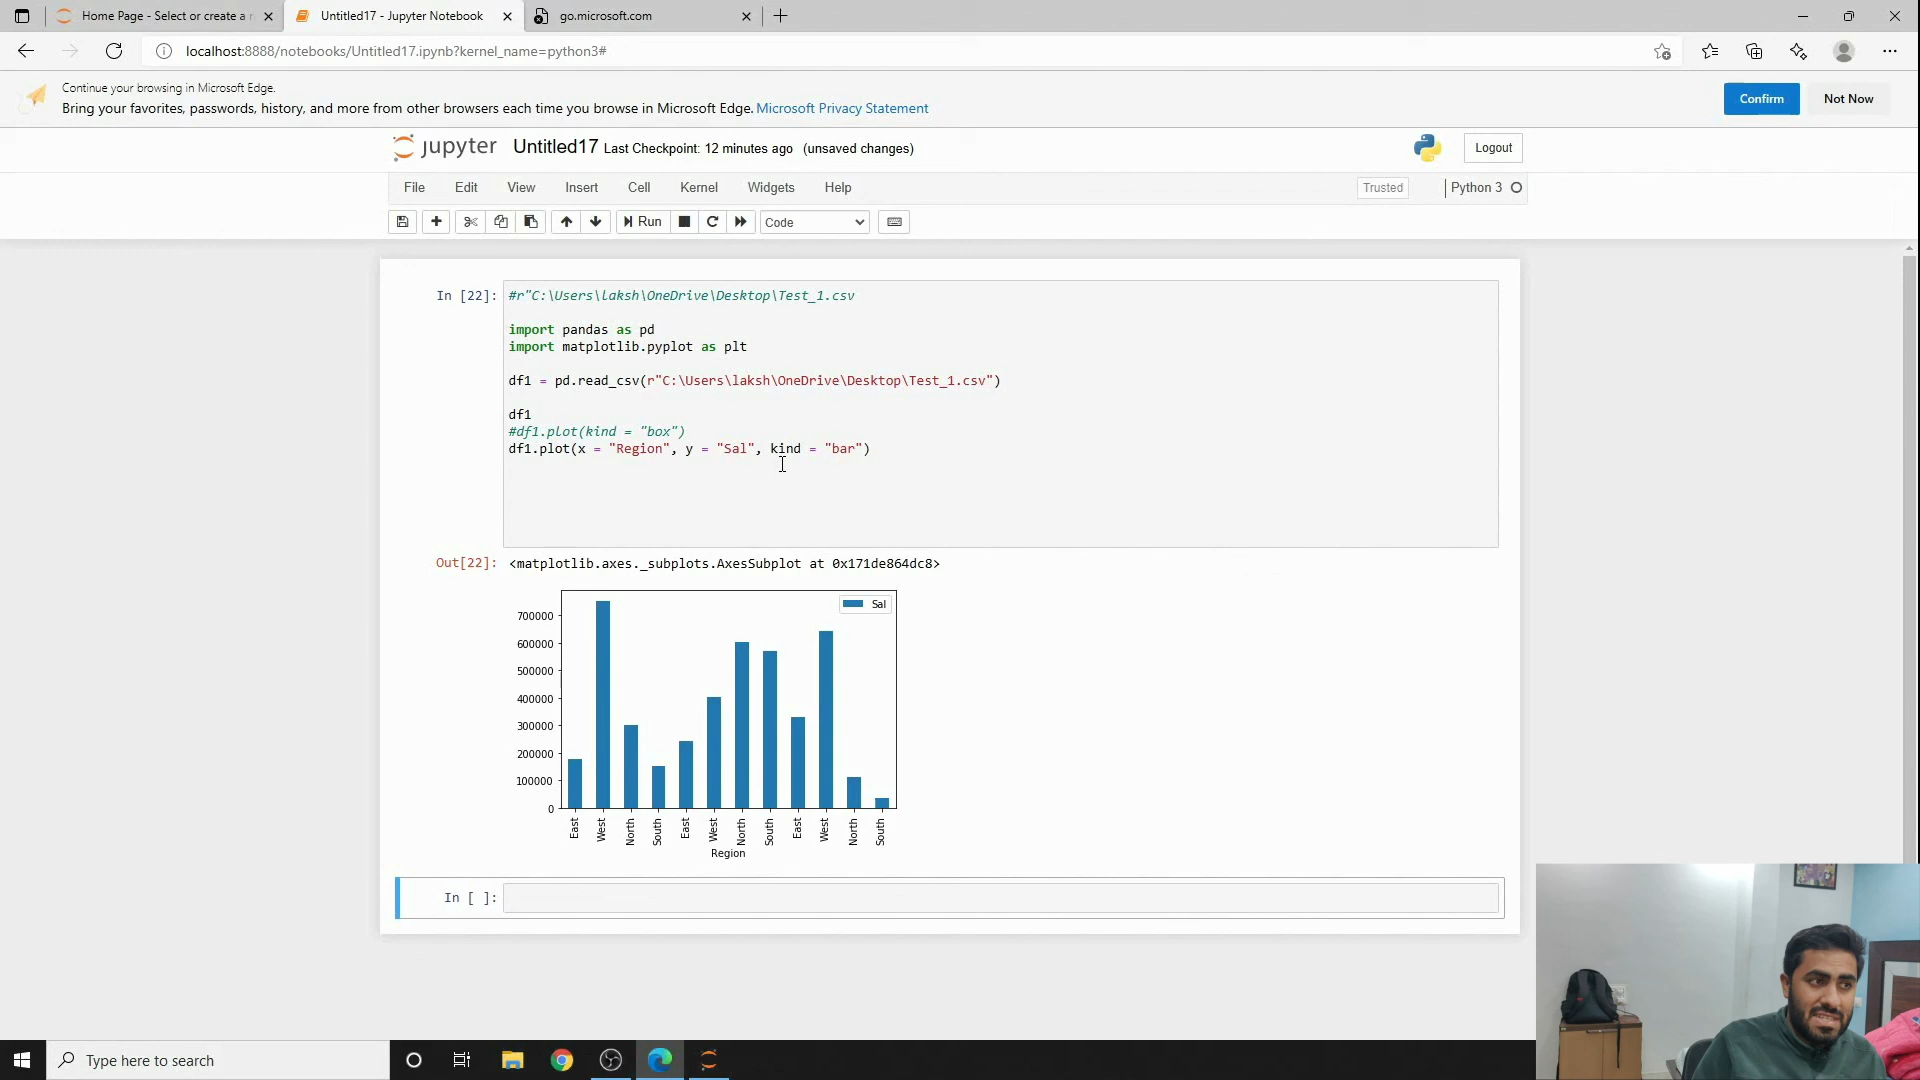 Home Page - Select or create a n
Untitled17 - Jupyter Notebook
go.microsoft.com
localhost:8888/notebooks/Untitled17.ipynb?kernel_name=python3#
Continue your browsing in Microsoft Edge.
Bring your favorites, passwords, history, and more from other browsers each time you browse in Microsoft Edge. Microsoft Privacy Statement
Confirm
Not Now
jupyter Untitled17 Last Checkpoint: 12 minutes ago (unsaved changes)
Logout
File Edit View Insert Cell Kernel Widgets Help
Trusted
Python 3
Run
Code
In [22]:
#r"C:\Users\laksh\OneDrive\Desktop\Test_1.csv
import pandas as pd
import matplotlib.pyplot as plt
df1 = pd.read_csv(r"C:\Users\laksh\OneDrive\Desktop\Test_1.csv")
df1
#df1.plot(kind = "box")
df1.plot(x = "Region", y = "Sal", kind = "bar")
Out[22]: <matplotlib.axes._subplots.AxesSubplot at 0x171de864dc8>
Sal
700000
600000
500000
400000
300000
200000
100000
0
East West North South East West North South East West North South
Region
In [ ]:
Type here to search